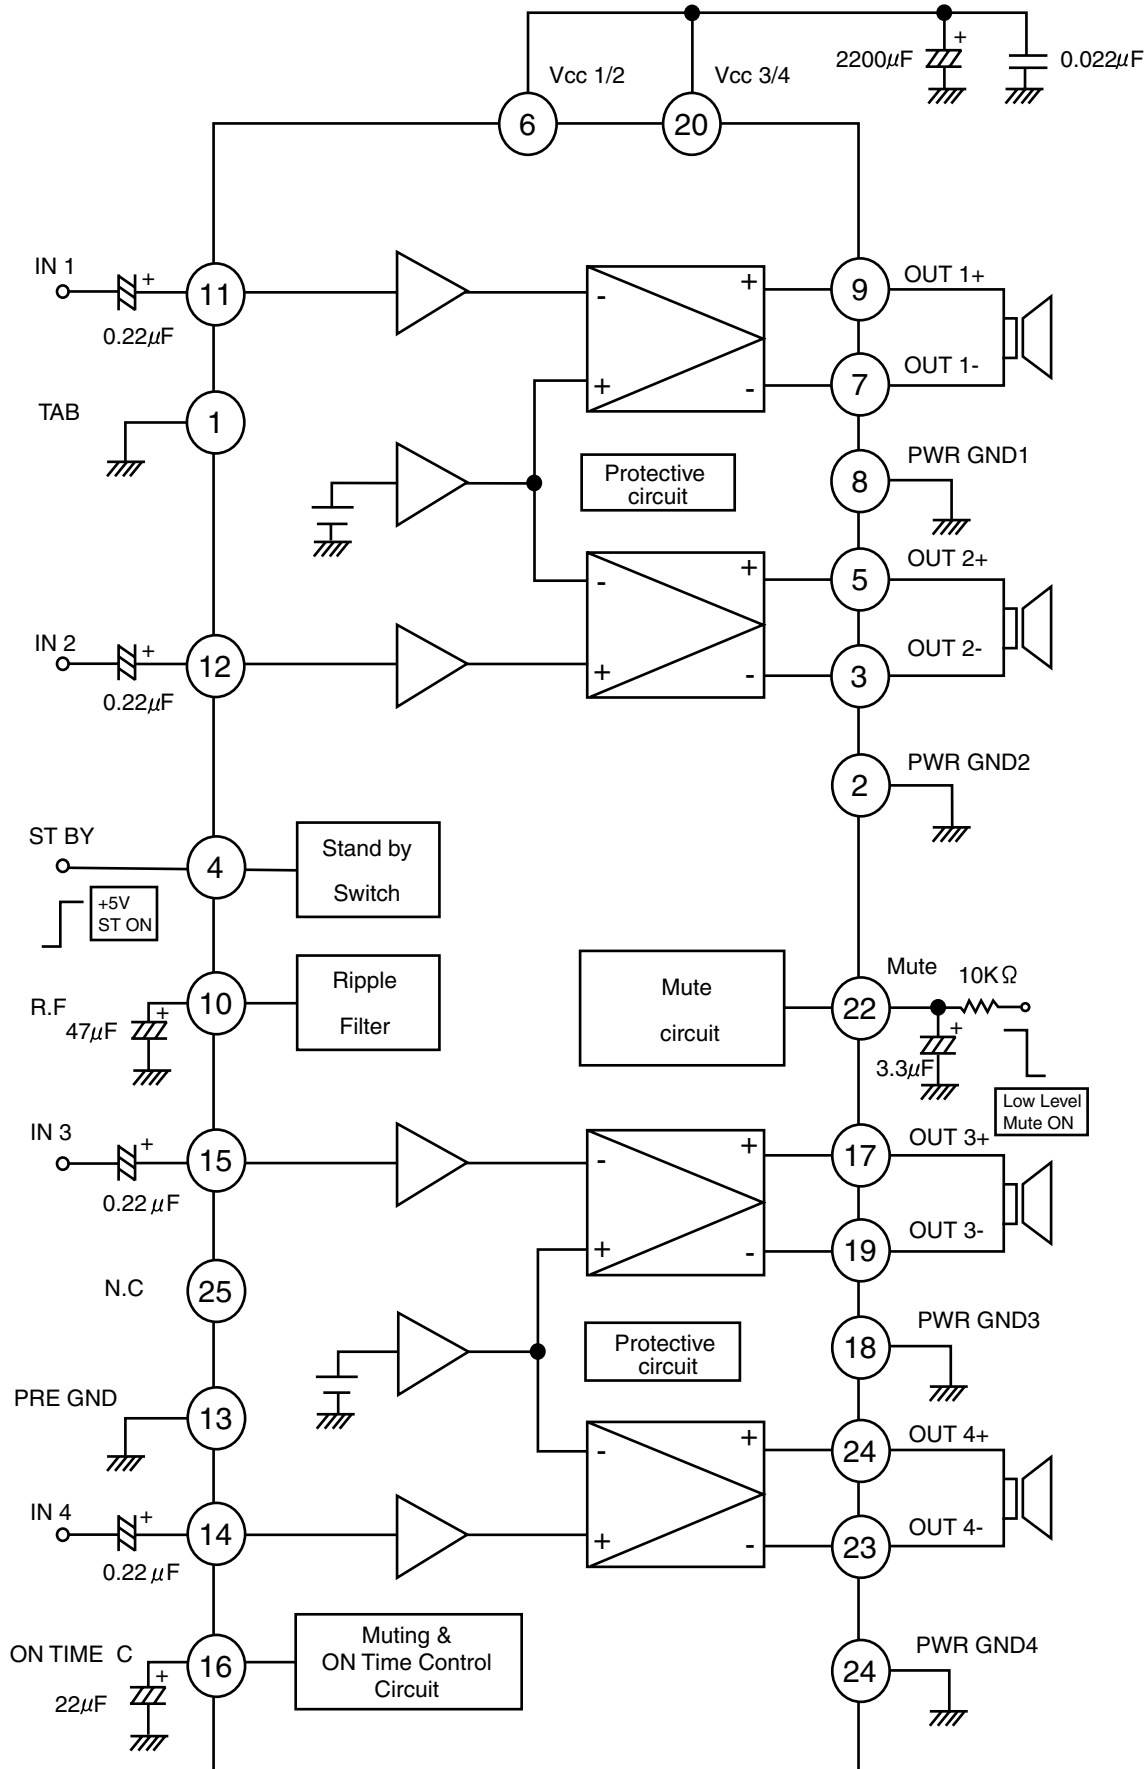 2200µF
0.022µF
Vcc 1/2
Vcc 3/4
6
20
IN 1
+
0.22µF
11
-
+
+
-
9
OUT 1+
7
OUT 1-
TAB
1
Protective
circuit
8
PWR GND1
-
+
+
-
5
OUT 2+
3
OUT 2-
IN 2
+
0.22µF
12
2
PWR GND2
ST BY
4
Stand by
Switch
+5V
ST ON
R.F
+
47µF
10
Ripple
Filter
Mute
circuit
22
Mute
10KΩ
+
3.3µF
Low Level
Mute ON
IN 3
+
0.22 µF
15
-
+
+
-
17
OUT 3+
19
OUT 3-
N.C
25
Protective
circuit
18
PWR GND3
PRE GND
13
-
+
+
-
24
OUT 4+
23
OUT 4-
IN 4
+
0.22 µF
14
ON TIME C
+
22µF
16
Muting &
ON Time Control
Circuit
24
PWR GND4
+